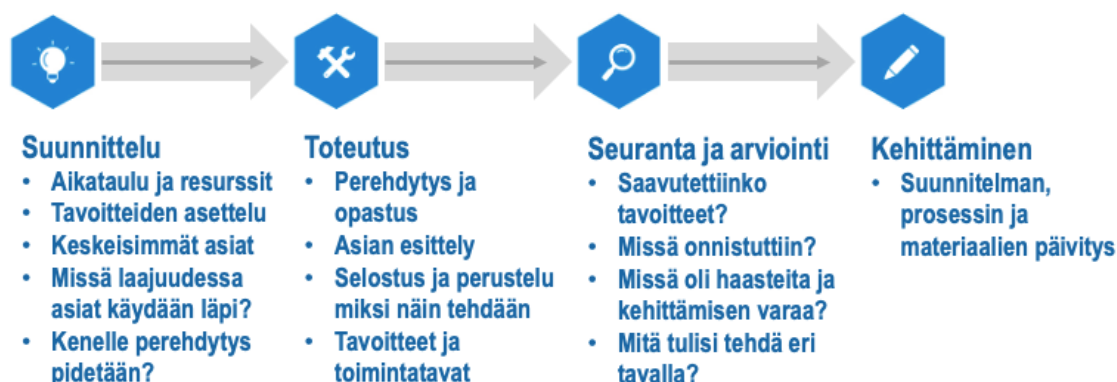 Suunnittelu
• Aikataulu ja resurssit
• Tavoitteiden asettelu
• Keskeisimmät asiat
• Missä laajuudessa
asiat käydään läpi?
• Kenelle perehdytys
pidetään?
Toteutus
• Perehdytys ja
opastus
• Asian esittely
• Selostus ja perustelu
miksi näin tehdään
• Tavoitteet ja
toimintatavat
Seuranta ja arviointi
• Saavutettiinko
tavoitteet?
• Missä onnistuttiin?
• Missä oli haasteita ja
kehittämisen varaa?
• Mitä tulisi tehdä eri
tavalla?
Kehittäminen
• Suunnitelman,
prosessin ja
materiaalien päivitys